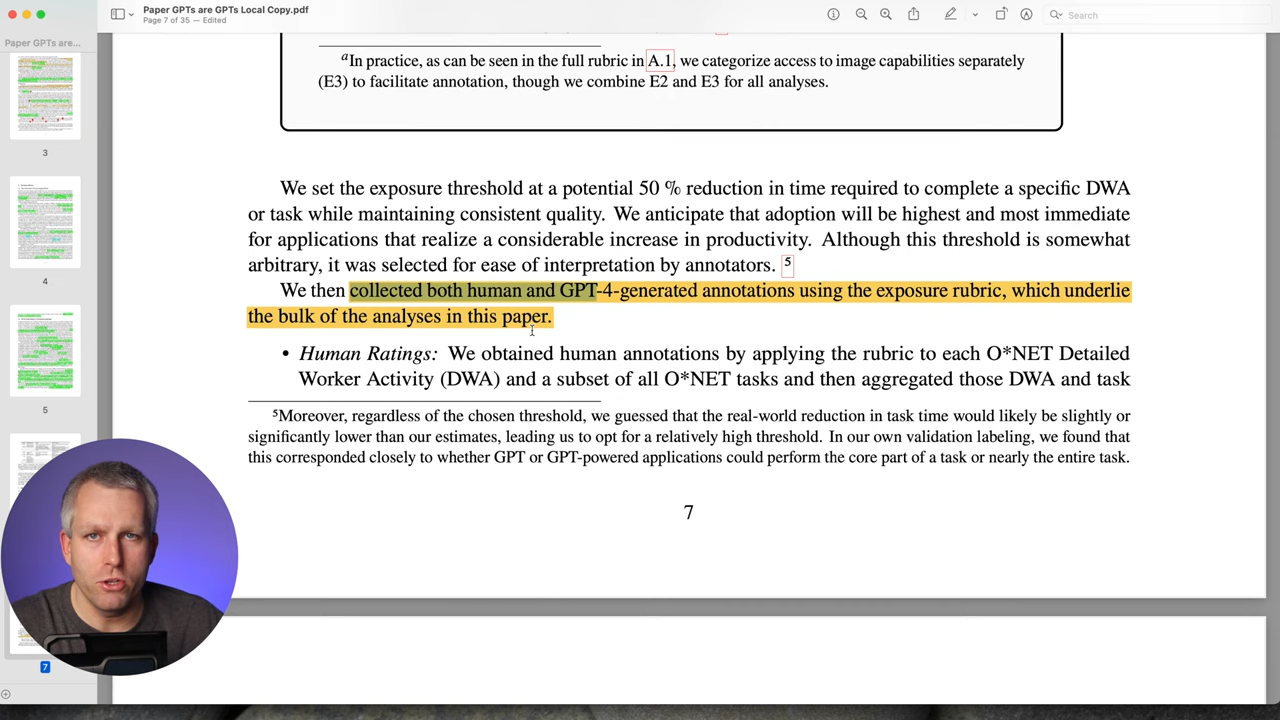 Paper GPTs are GPTs Local Copy.pdf
Page 7 of 35 — Edited
Search
Paper GPTs are...
3
4
5
7
aIn practice, as can be seen in the full rubric in A.1, we categorize access to image capabilities separately
(E3) to facilitate annotation, though we combine E2 and E3 for all analyses.
We set the exposure threshold at a potential 50 % reduction in time required to complete a specific DWA
or task while maintaining consistent quality. We anticipate that adoption will be highest and most immediate
for applications that realize a considerable increase in productivity. Although this threshold is somewhat
arbitrary, it was selected for ease of interpretation by annotators. 5
We then collected both human and GPT-4-generated annotations using the exposure rubric, which underlie
the bulk of the analyses in this paper.
• Human Ratings: We obtained human annotations by applying the rubric to each O*NET Detailed
Worker Activity (DWA) and a subset of all O*NET tasks and then aggregated those DWA and task
5Moreover, regardless of the chosen threshold, we guessed that the real-world reduction in task time would likely be slightly or
significantly lower than our estimates, leading us to opt for a relatively high threshold. In our own validation labeling, we found that
this corresponded closely to whether GPT or GPT-powered applications could perform the core part of a task or nearly the entire task.
7